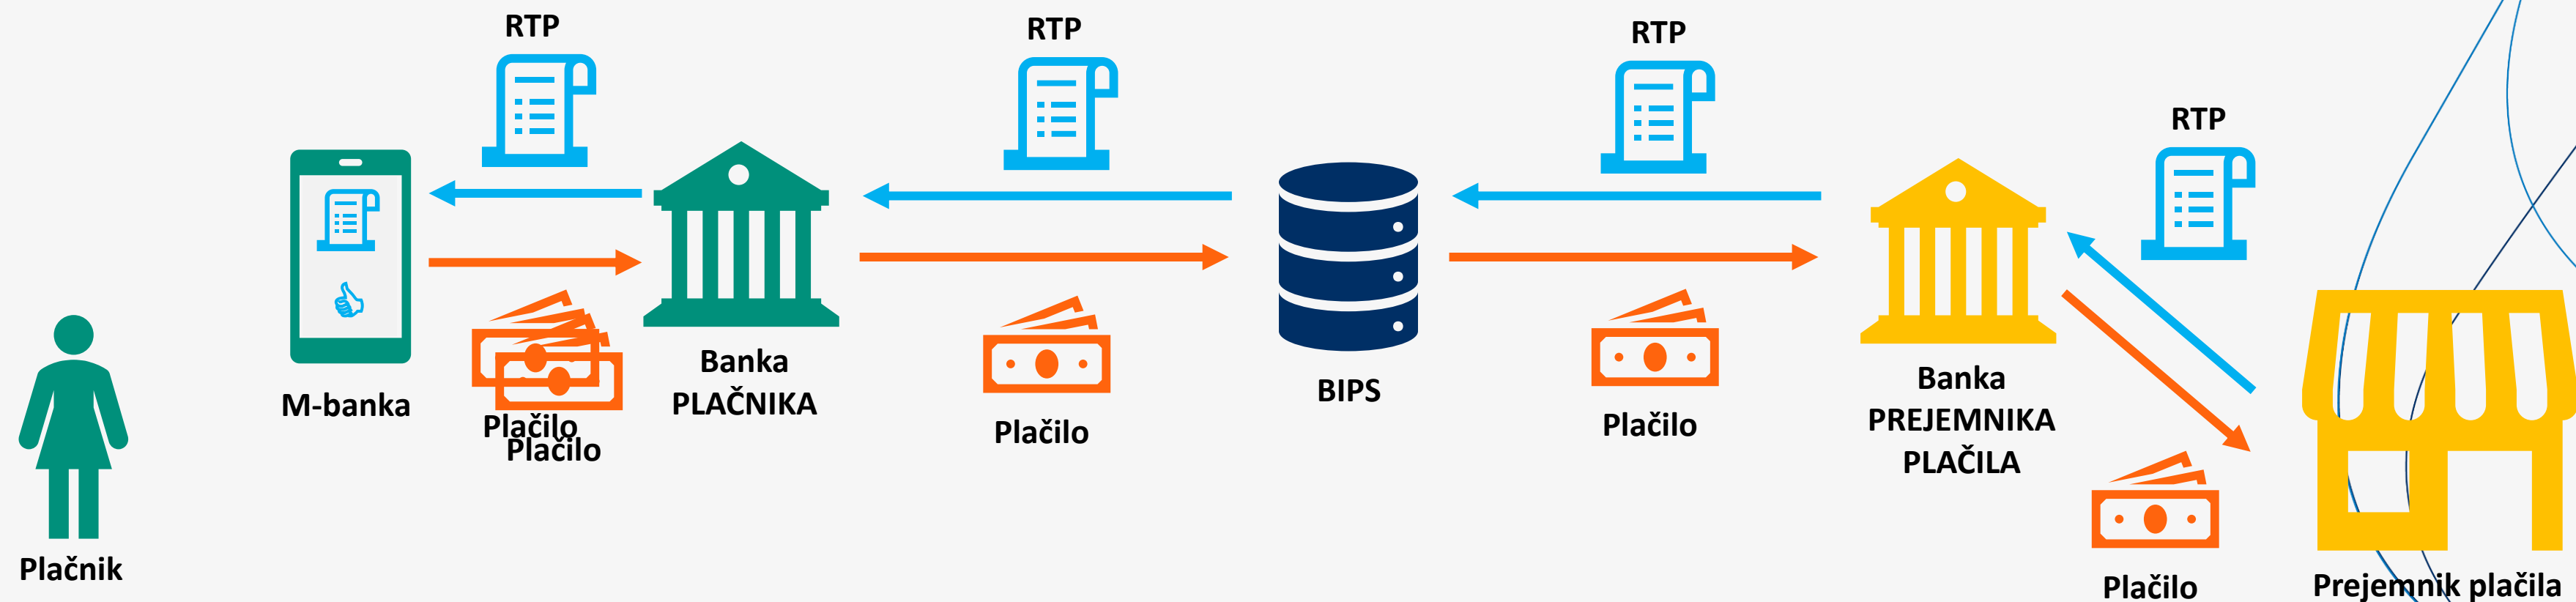 RTP
RTP
RTP
RTP
M-banka
Plačilo
Plačilo
Banka
PLAČNIKA
Plačilo
BIPS
Plačilo
Banka
PREJEMNIKA
PLAČILA
Plačnik
Plačilo
Prejemnik plačila